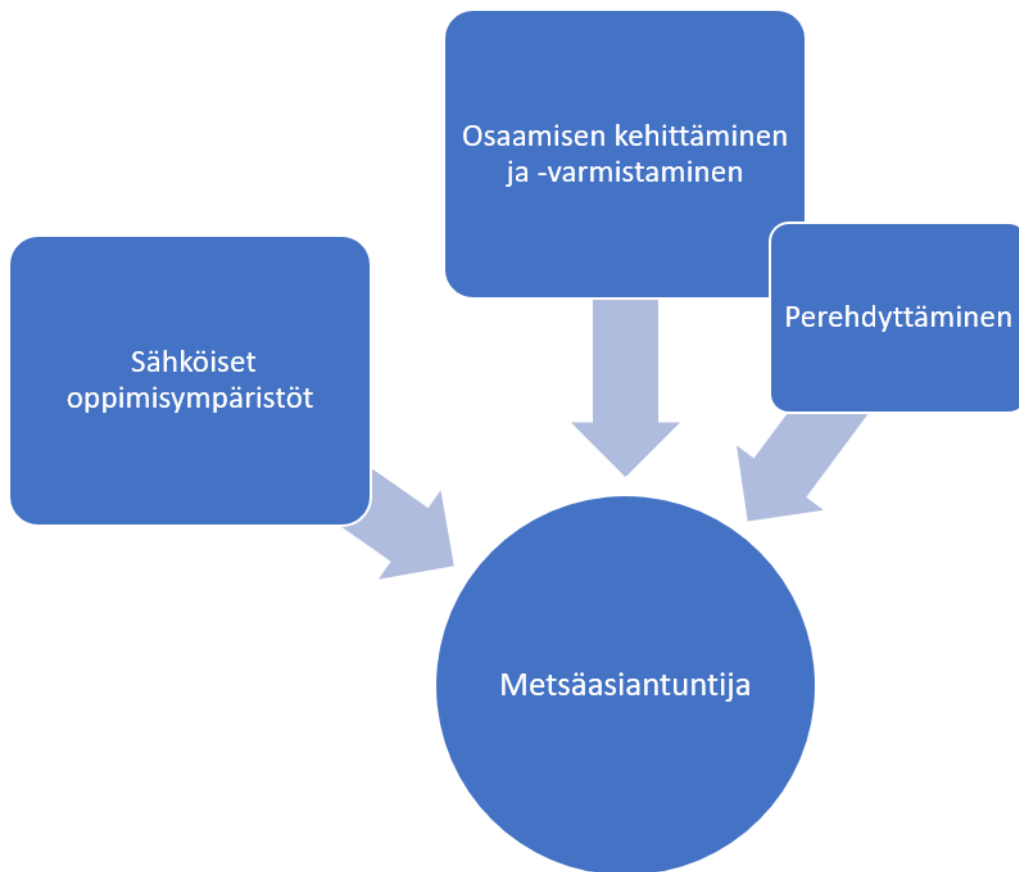 Osaamisen kehittäminen
ja -varmistaminen
Perehdyttäminen
Sähköiset
oppimisympäristöt
Metsäasiantuntija